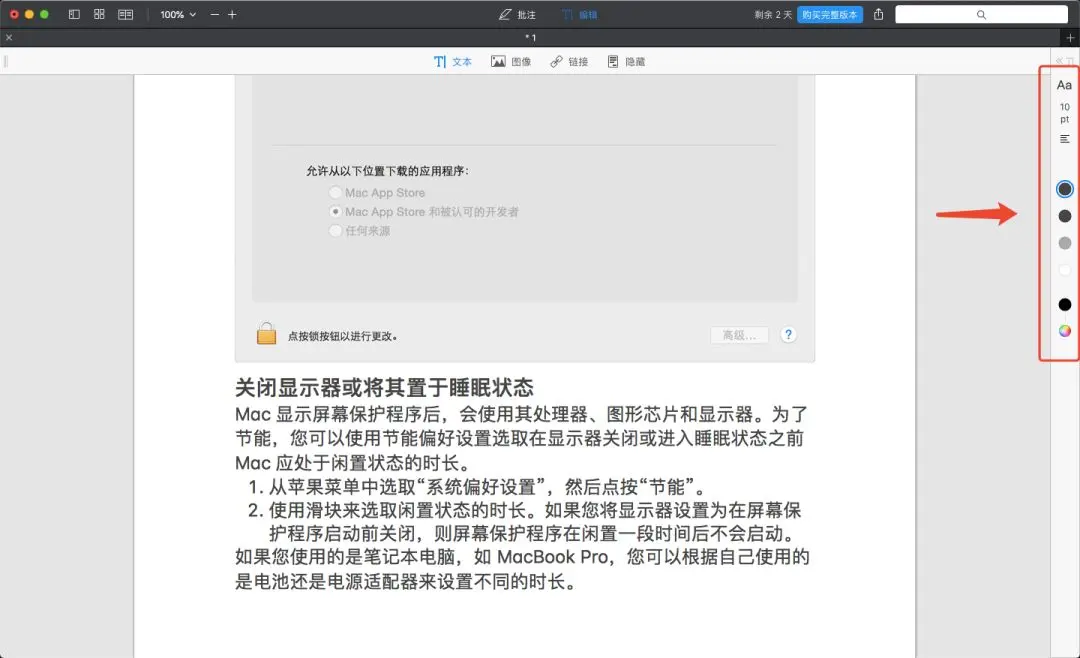 100%
批注
编辑
剩余 2 天
购买完整版本
* 1
文本
图像
链接
隐藏
Aa
10
pt
允许从以下位置下载的应用程序：
Mac App Store
Mac App Store 和被认可的开发者
任何来源
点按锁按钮以进行更改。
高级…
?
关闭显示器或将其置于睡眠状态
Mac 显示屏幕保护程序后，会使用其处理器、图形芯片和显示器。为了
节能，您可以使用节能偏好设置选取在显示器关闭或进入睡眠状态之前
Mac 应处于闲置状态的时长。
1. 从苹果菜单中选取“系统偏好设置”，然后点按“节能”。
2. 使用滑块来选取闲置状态的时长。如果您将显示器设置为在屏幕保
护程序启动前关闭，则屏幕保护程序在闲置一段时间后不会启动。
如果您使用的是笔记本电脑，如 MacBook Pro，您可以根据自己使用的
是电池还是电源适配器来设置不同的时长。